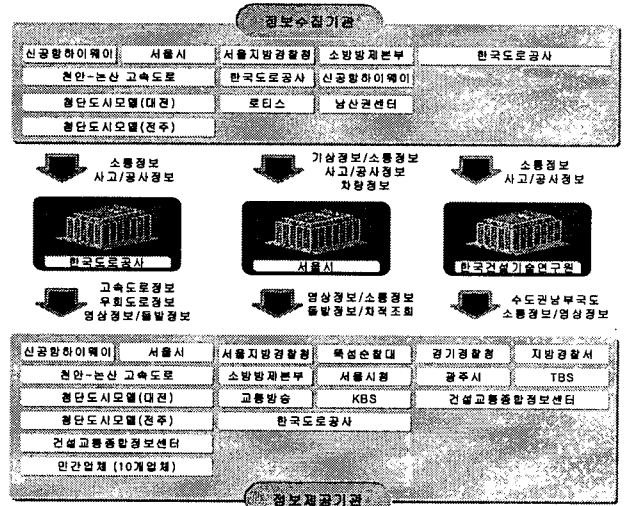 정보수집기관
신공항하이웨이 서울시 서울지방경찰청 소방방제본부 한국도로공사
천안-논산 고속도로 한국도로공사 신공항하이웨이
첨단도시모델(대전) 로티스 남산권센터
첨단도시모델(전주)
소통정보
사고/공사정보
기상정보/소통정보
사고/공사정보
차량정보
소통정보
사고/공사정보
한국도로공사 서울시 한국건설기술연구원
고속도로정보
우회도로정보
영상정보/돌발정보
영상정보/소통정보
돌발정보/차적조회
수도권남부국도
소통정보/영상정보
신공항하이웨이 서울시 서울지방경찰청 뚝섬순찰대 경기경찰청 지방경찰서
천안-논산 고속도로 소방방제본부 서울시청 광주시 TBS
첨단도시모델(대전) 교통방송 KBS 건설교통종합정보센터
첨단도시모델(전주) 한국도로공사
건설교통종합정보센터
민간업체 (10개업체)
정보제공기관